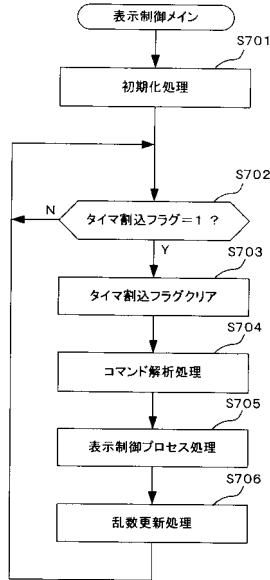 表示制御メイン
S701
初期化処理
S702
N
タイマ割込フラグ=1 ?
Y
S703
タイマ割込フラグクリア
S704
コマンド解析処理
S705
表示制御プロセス処理
S706
乱数更新処理